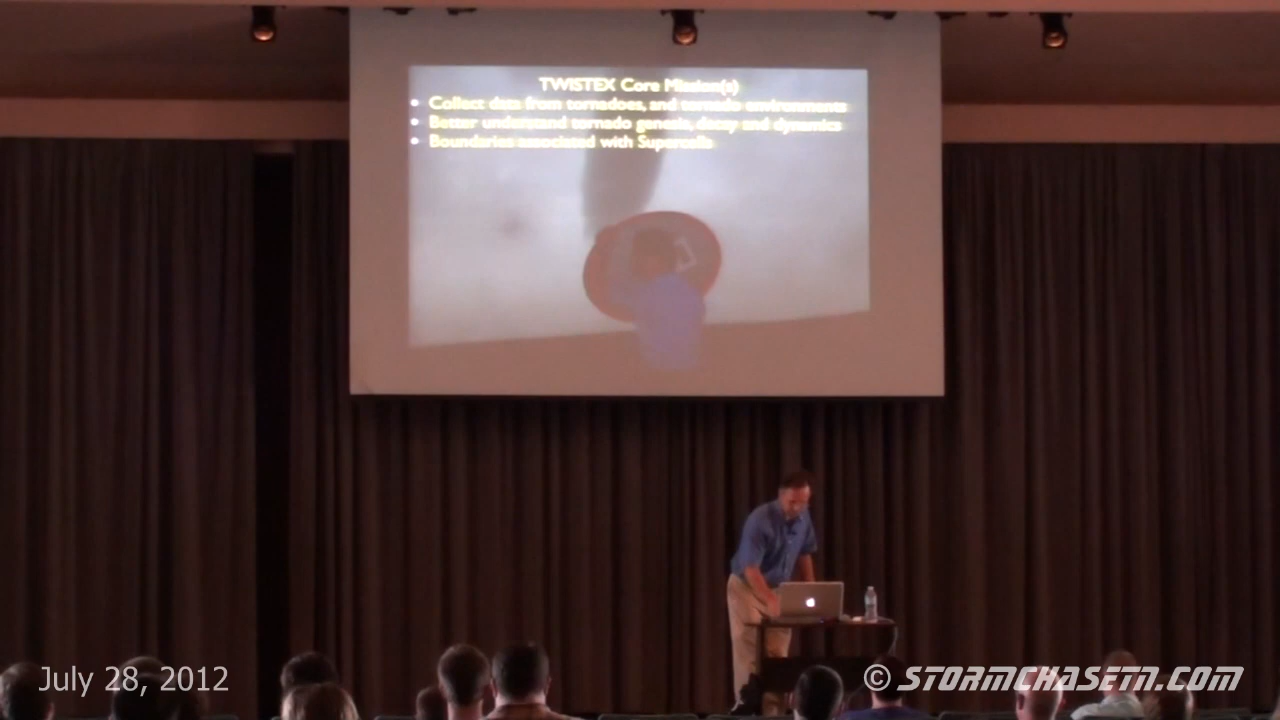 TWISTEX Core Mission(s)
• Collect data from tornadoes, and tornado environments
• Better understand tornado genesis, decay and dynamics
• Boundaries associated with Supercells
July 28, 2012
© STORMCHASETN.COM